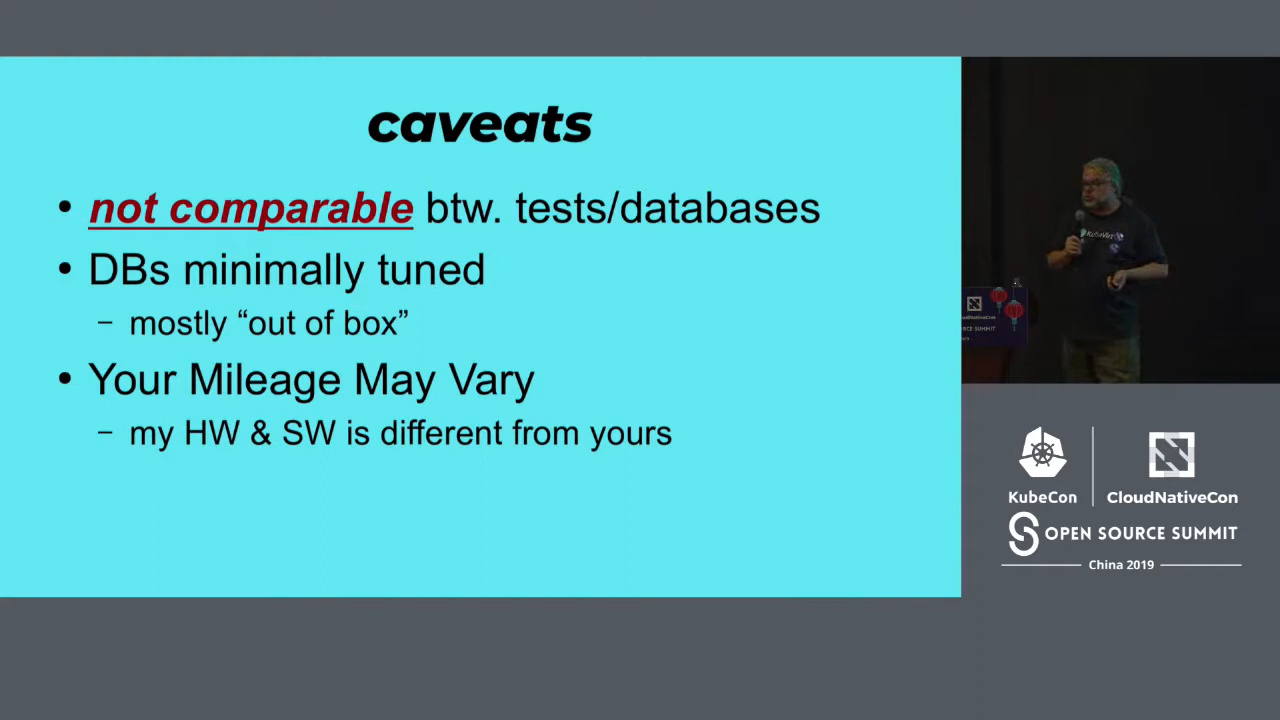 caveats
• not comparable btw. tests/databases
• DBs minimally tuned
– mostly “out of box”
• Your Mileage May Vary
– my HW & SW is different from yours
KubeCon
CloudNativeCon
OPEN SOURCE SUMMIT
China 2019